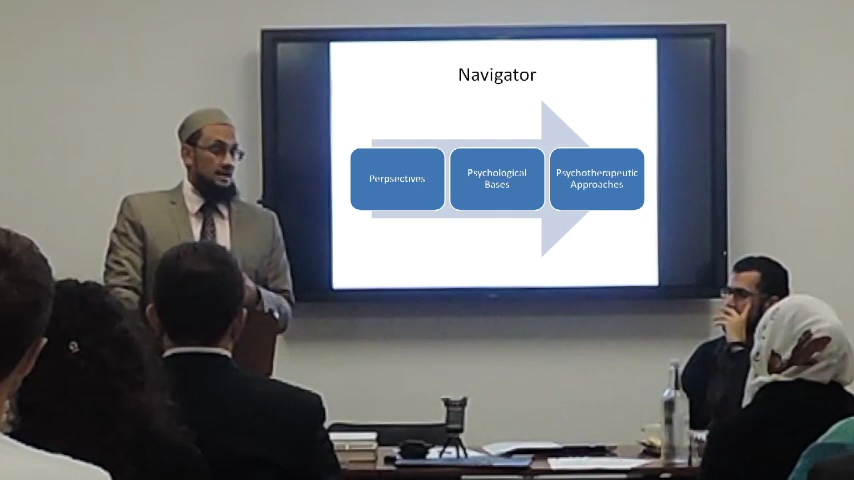 Navigator
Perpsectives
Psychological
Bases
Psychotherapeutic
Approaches